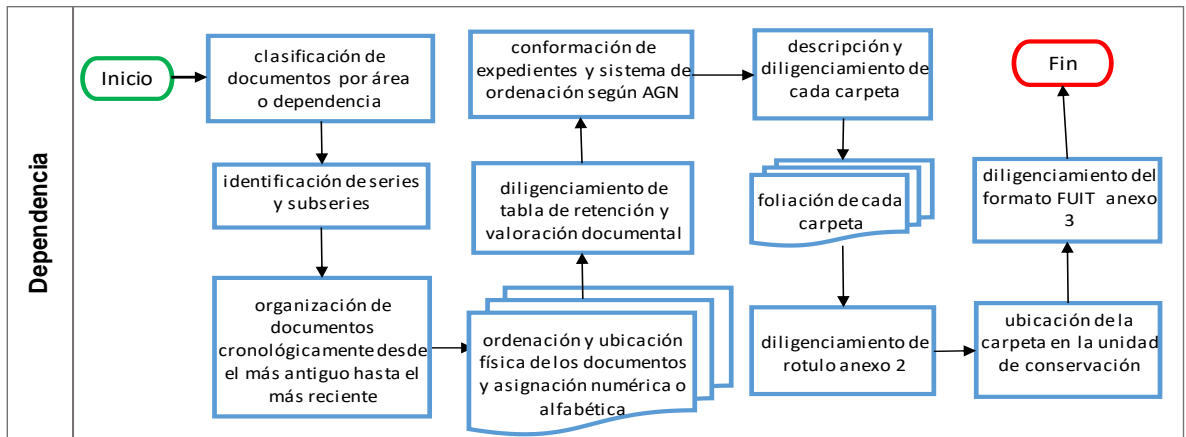 Dependencia
Inicio
clasificación de
documentos por área
o dependencia
identificación de series
y subseries
organización de
documentos
cronológicamente desde
el más antiguo hasta el
más reciente
ordenación y ubicación
física de los documentos
y asignación numérica o
alfabética
diligenciamiento de
tabla de retención y
valoración documental
conformación de
expedientes y sistema de
ordenación según AGN
descripción y
diligenciamiento de
cada carpeta
foliación de cada
carpeta
diligenciamiento de
rotulo anexo 2
ubicación de la
carpeta en la unidad
de conservación
diligenciamiento del
formato FUIT anexo
3
Fin